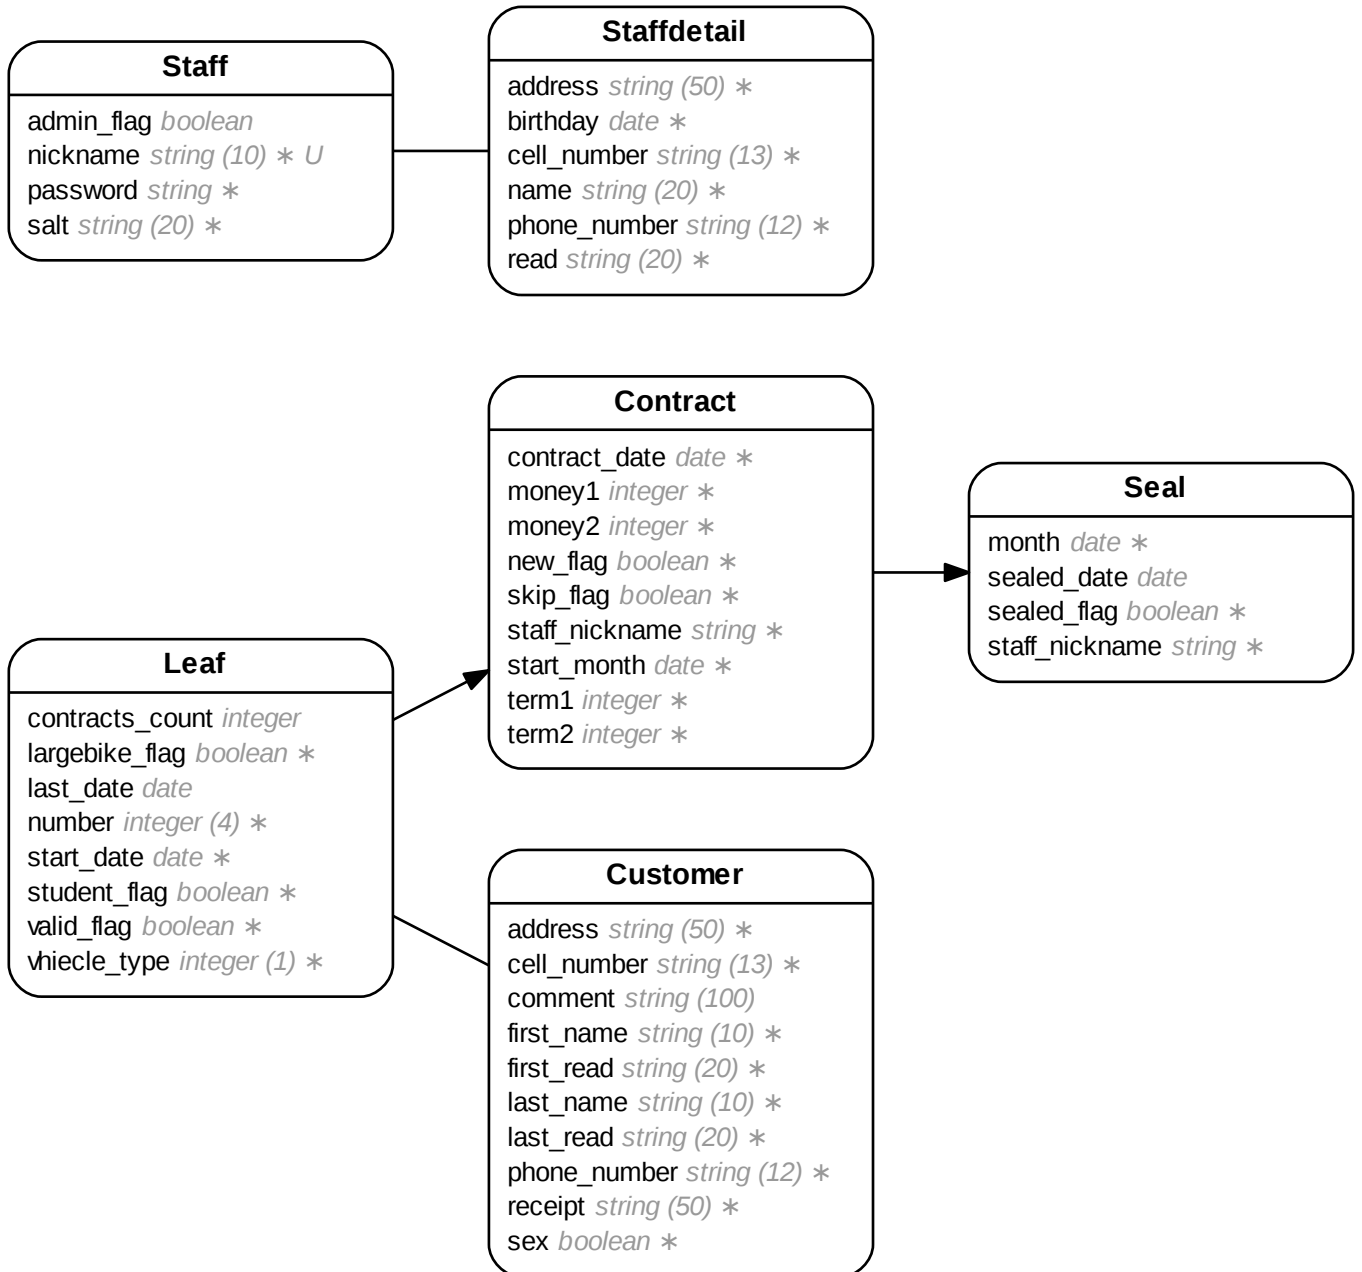 Staff
admin_flag boolean
nickname string (10) ∗ U
password string ∗
salt string (20) ∗
Staffdetail
address string (50) ∗
birthday date ∗
cell_number string (13) ∗
name string (20) ∗
phone_number string (12) ∗
read string (20) ∗
Contract
contract_date date ∗
money1 integer ∗
money2 integer ∗
new_flag boolean ∗
skip_flag boolean ∗
staff_nickname string ∗
start_month date ∗
term1 integer ∗
term2 integer ∗
Seal
month date ∗
sealed_date date
sealed_flag boolean ∗
staff_nickname string ∗
Leaf
contracts_count integer
largebike_flag boolean ∗
last_date date
number integer (4) ∗
start_date date ∗
student_flag boolean ∗
valid_flag boolean ∗
vhiecle_type integer (1) ∗
Customer
address string (50) ∗
cell_number string (13) ∗
comment string (100)
first_name string (10) ∗
first_read string (20) ∗
last_name string (10) ∗
last_read string (20) ∗
phone_number string (12) ∗
receipt string (50) ∗
sex boolean ∗